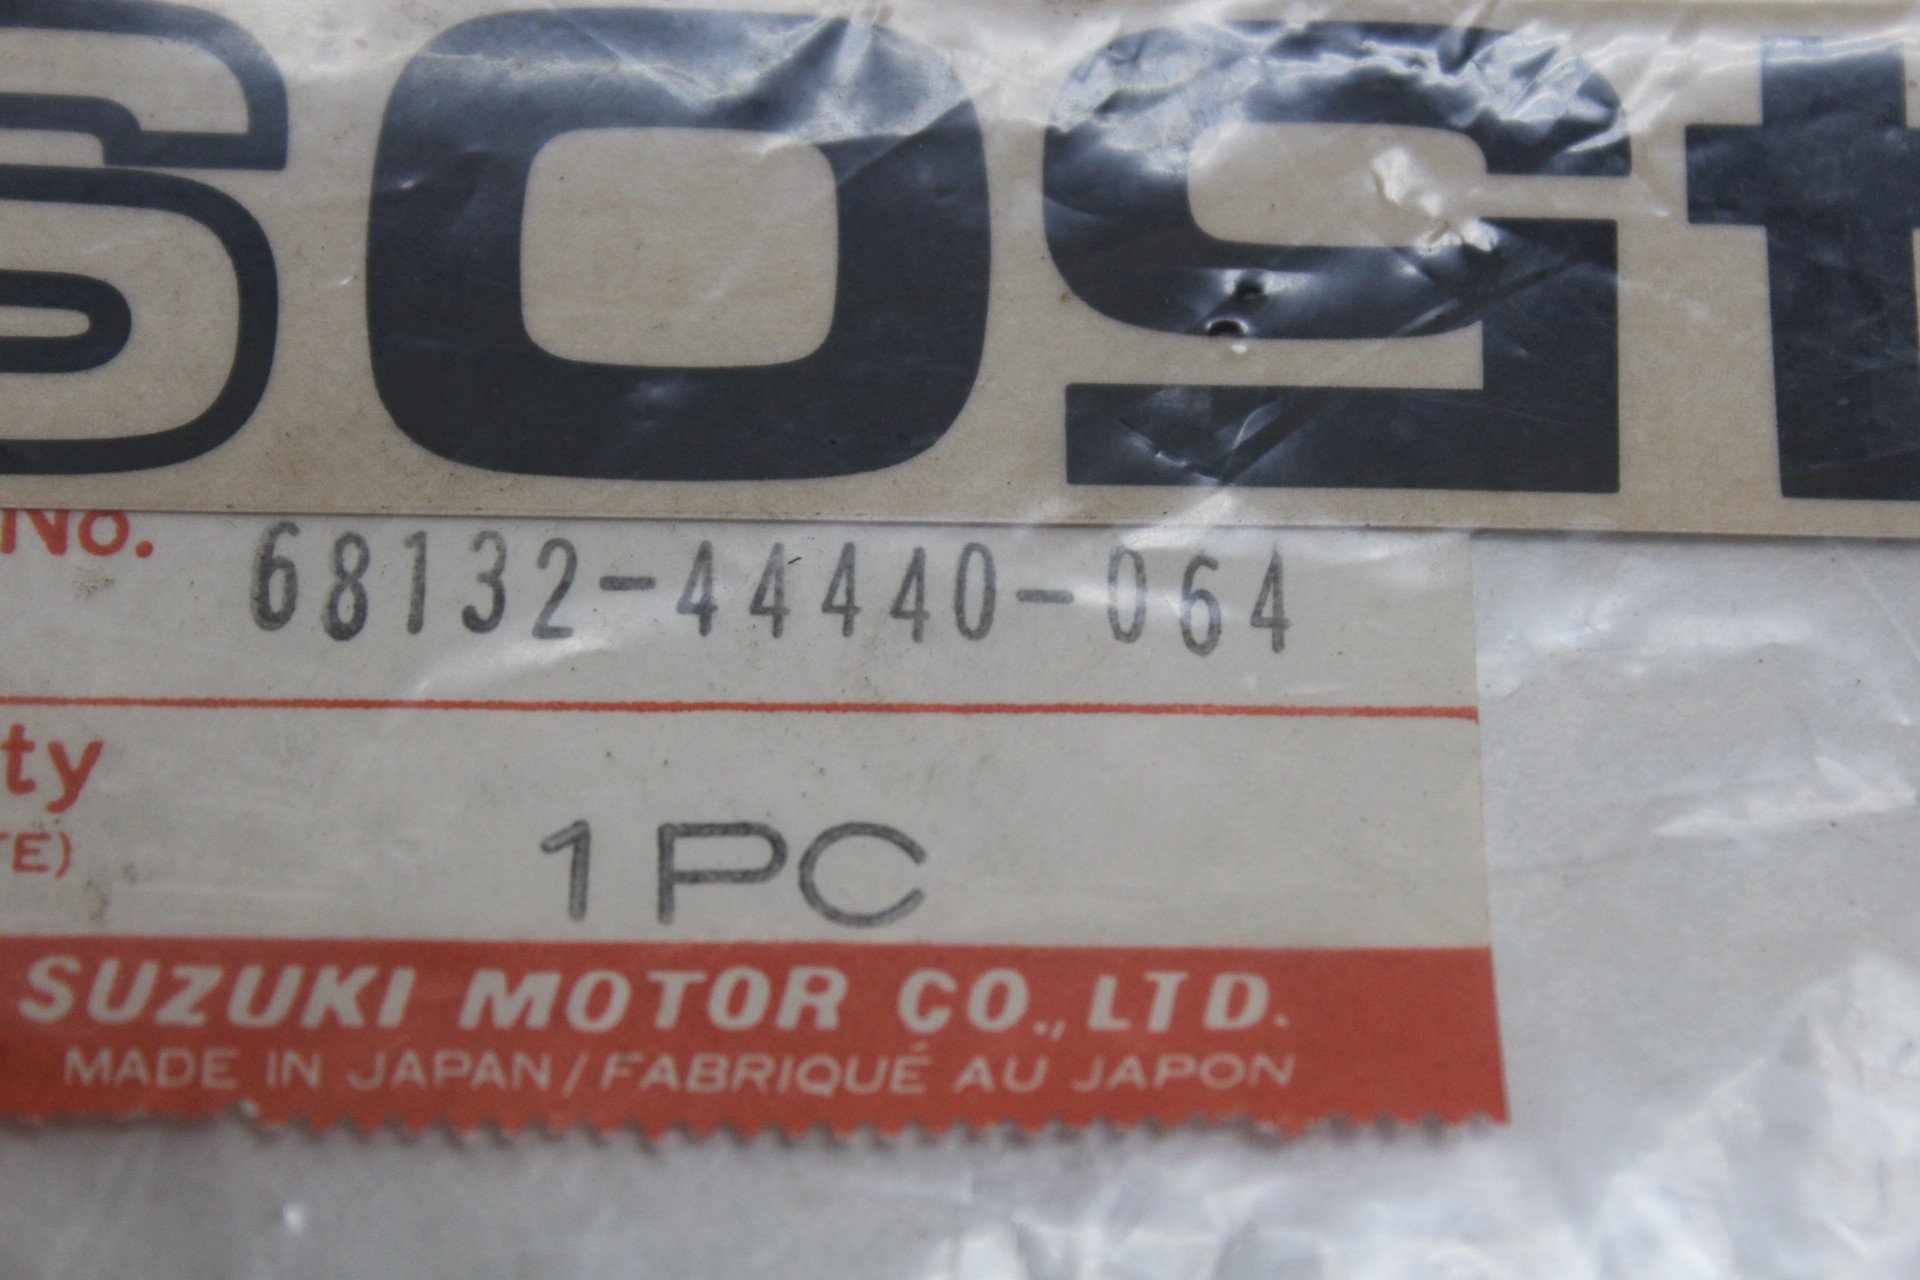 No. 68132-44440-064
ty
TE) 1PC
SUZUKI MOTOR CO., LTD.
MADE IN JAPAN/FABRIQUÉ AU JAPON